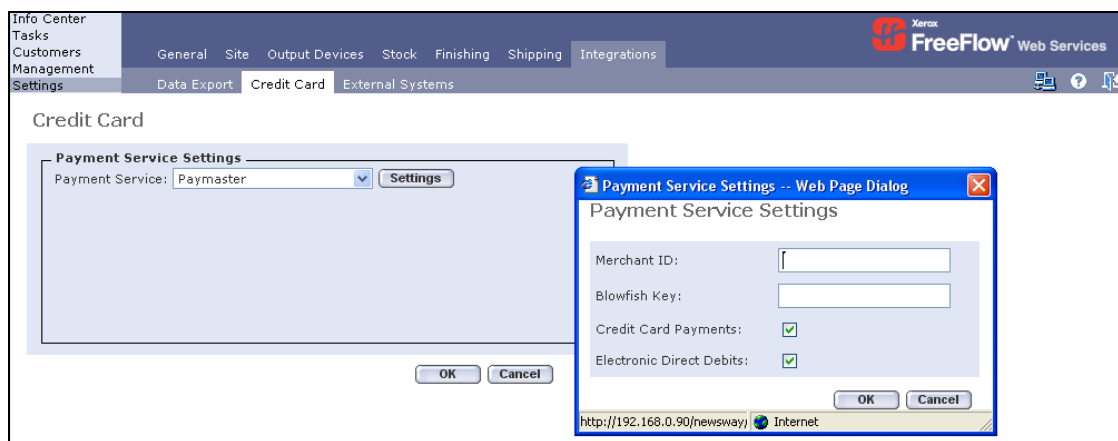 Info Center
Tasks
Customers
Management
Settings
Xerox
FreeFlow™ Web Services
General Site Output Devices Stock Finishing Shipping Integrations
Data Export Credit Card External Systems
Credit Card
Payment Service Settings
Payment Service: Paymaster Settings
OK Cancel
Payment Service Settings -- Web Page Dialog
Payment Service Settings
Merchant ID:
Blowfish Key:
Credit Card Payments:
Electronic Direct Debits:
OK Cancel
http://192.168.0.90/newsway/ Internet